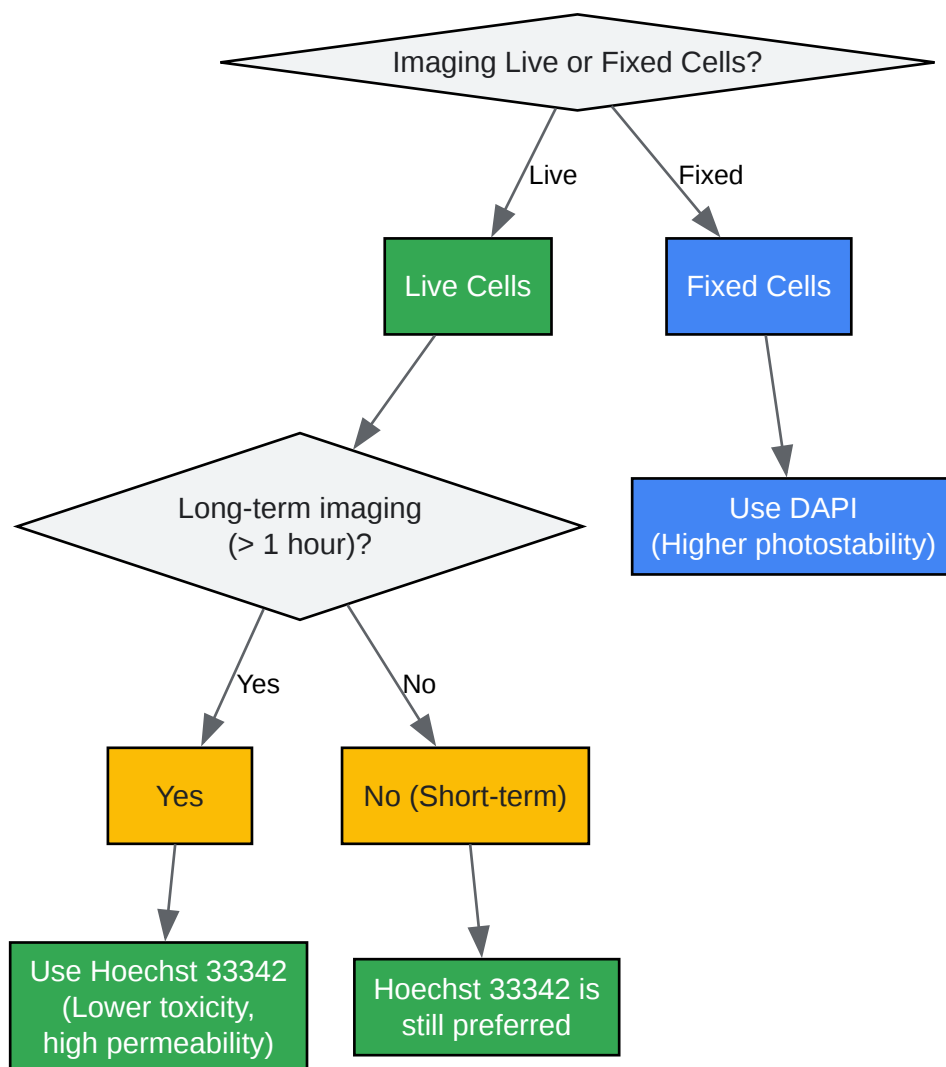 Imaging Live or Fixed Cells?
Live
Fixed
Live Cells
Fixed Cells
Long-term imaging
(> 1 hour)?
Use DAPI
(Higher photostability)
Yes
No
Yes
No (Short-term)
Use Hoechst 33342
(Lower toxicity,
high permeability)
Hoechst 33342 is
still preferred